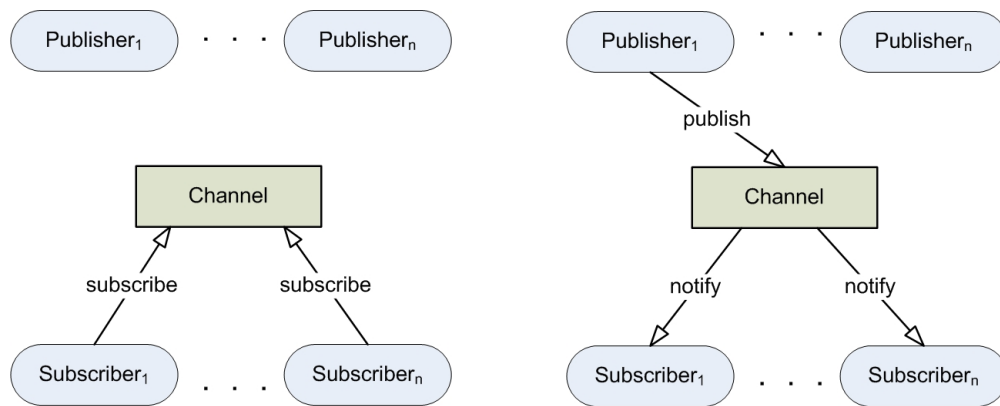 Publisher₁ . . . Publisherₙ
Channel
subscribe subscribe
Subscriber₁ . . . Subscriberₙ
Publisher₁ . . . Publisherₙ
publish
Channel
notify notify
Subscriber₁ . . . Subscriberₙ